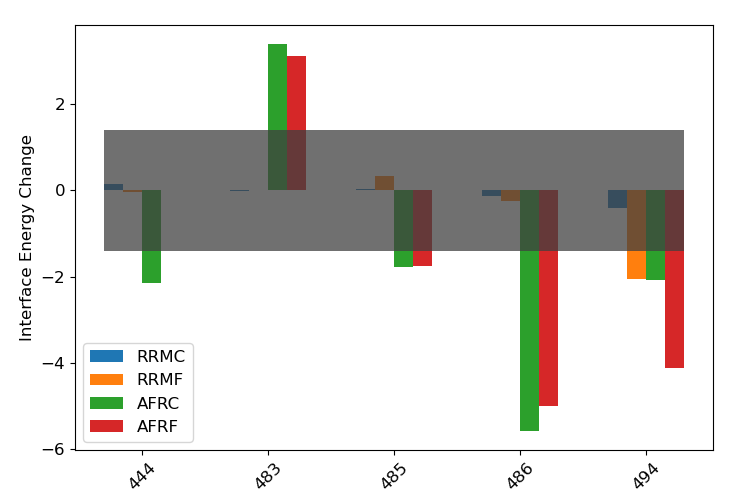 Interface Energy Change
2
0
−2
−4
−6
RRMC
RRMF
AFRC
AFRF
444
483
485
486
494